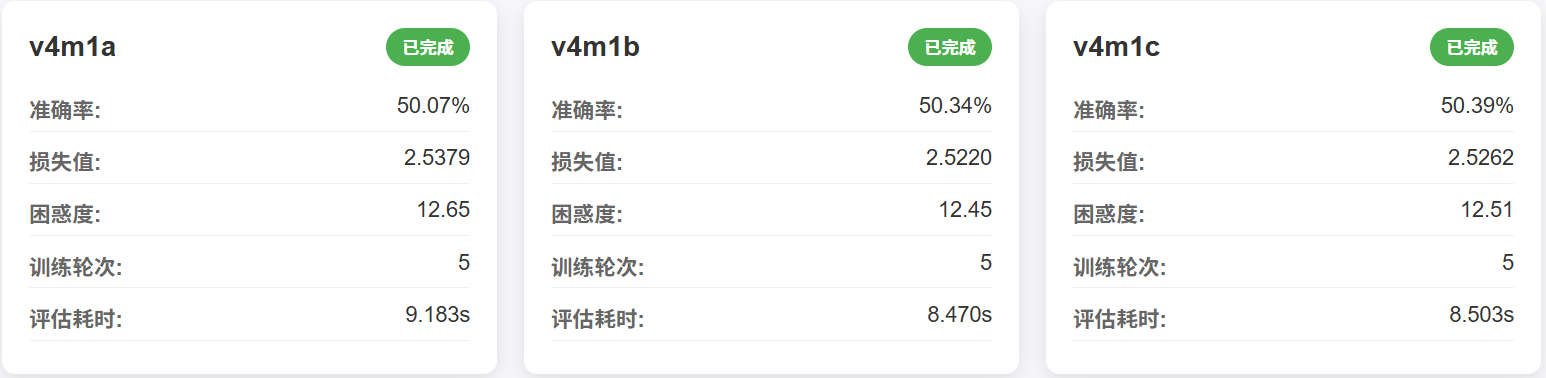 v4m1a 已完成
准确率: 50.07%
损失值: 2.5379
困惑度: 12.65
训练轮次: 5
评估耗时: 9.183s
v4m1b 已完成
准确率: 50.34%
损失值: 2.5220
困惑度: 12.45
训练轮次: 5
评估耗时: 8.470s
v4m1c 已完成
准确率: 50.39%
损失值: 2.5262
困惑度: 12.51
训练轮次: 5
评估耗时: 8.503s